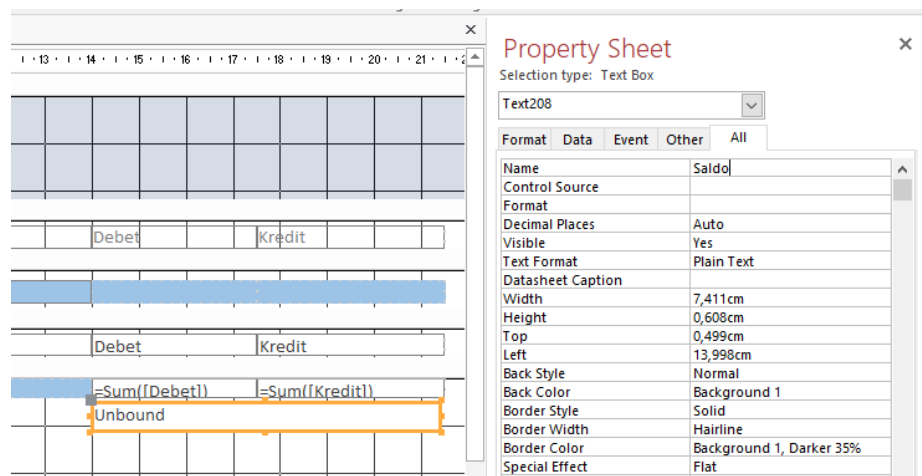 13 14 15 16 17 18 19 20 21
Debet Kredit
Debet Kredit
=Sum([Debet]) =Sum([Kredit])
Unbound
Property Sheet
Selection type: Text Box
Text208
Format Data Event Other All
Name Saldo
Control Source
Format
Decimal Places Auto
Visible Yes
Text Format Plain Text
Datasheet Caption
Width 7,411cm
Height 0,608cm
Top 0,499cm
Left 13,998cm
Back Style Normal
Back Color Background 1
Border Style Solid
Border Width Hairline
Border Color Background 1, Darker 35%
Special Effect Flat